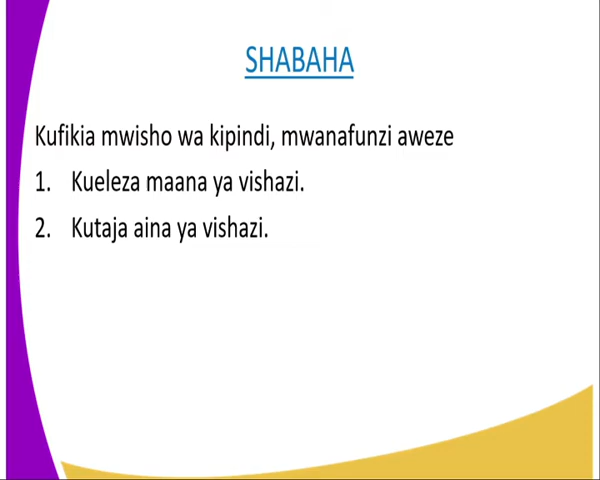 SHABAHA
Kufikia mwisho wa kipindi, mwanafunzi aweze
1. Kueleza maana ya vishazi.
2. Kutaja aina ya vishazi.